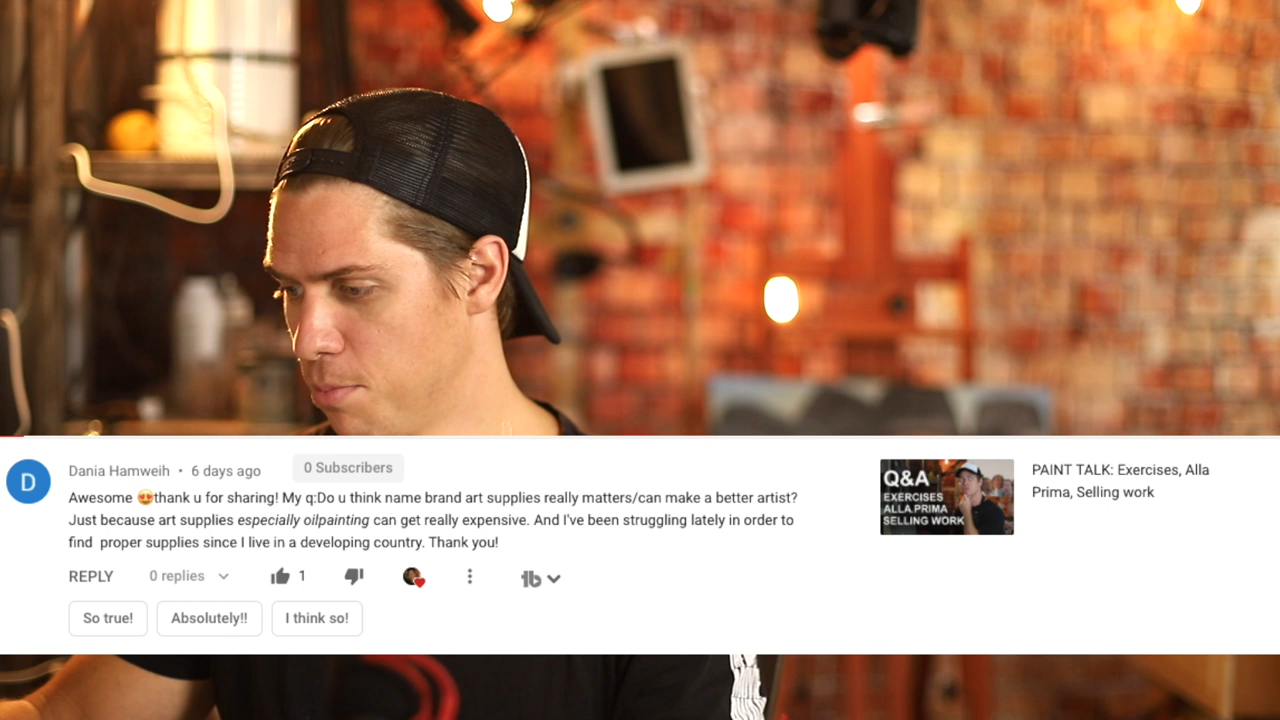 Dania Hamweih • 6 days ago 0 Subscribers
Awesome 😍thank u for sharing! My q:Do u think name brand art supplies really matters/can make a better artist?
Just because art supplies especially oilpainting can get really expensive. And I've been struggling lately in order to
find proper supplies since I live in a developing country. Thank you!
REPLY 0 replies 1
So true! Absolutely!! I think so!
D
Q&A
EXERCISES
ALLA.PRIMA
SELLING WORK
PAINT TALK: Exercises, Alla
Prima, Selling work